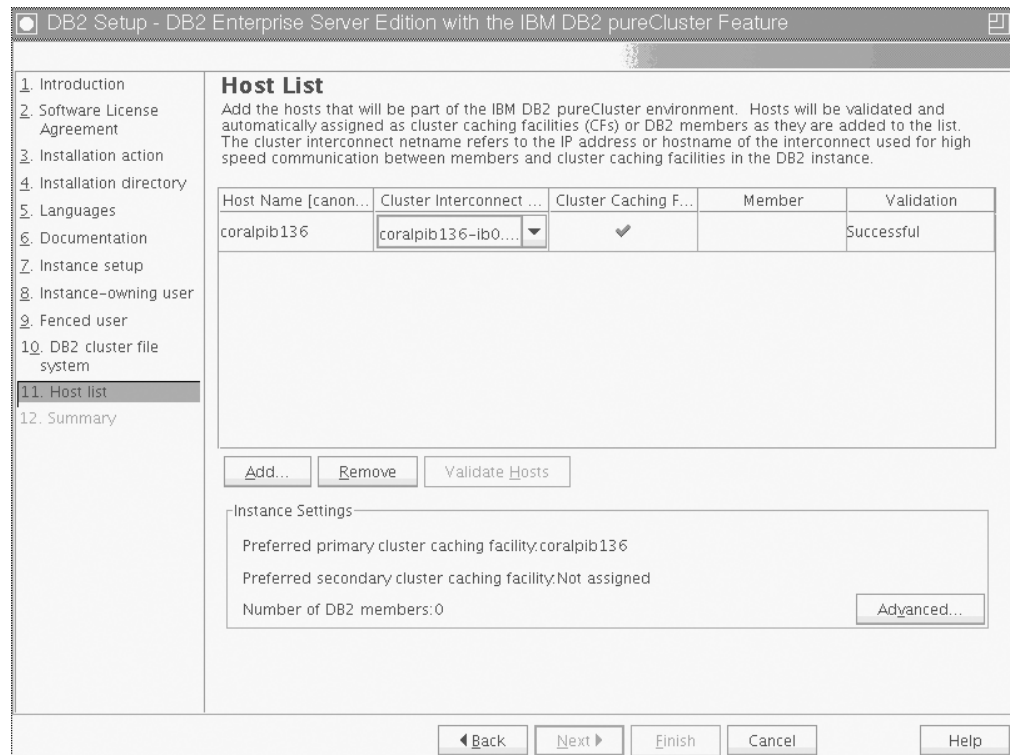 DB2 Setup - DB2 Enterprise Server Edition with the IBM DB2 pureCluster Feature
1. Introduction
2. Software License
Agreement
3. Installation action
4. Installation directory
5. Languages
6. Documentation
7. Instance setup
8. Instance-owning user
9. Fenced user
10. DB2 cluster file
system
11. Host list
12. Summary
Host List
Add the hosts that will be part of the IBM DB2 pureCluster environment. Hosts will be validated and
automatically assigned as cluster caching facilities (CFs) or DB2 members as they are added to the list.
The cluster interconnect netname refers to the IP address or hostname of the interconnect used for high
speed communication between members and cluster caching facilities in the DB2 instance.
Host Name [canon... Cluster Interconnect ... Cluster Caching F... Member Validation
coralpib136 coralpib136-ib0.... Successful
Add... Remove Validate Hosts
Instance Settings
Preferred primary cluster caching facility:coralpib136
Preferred secondary cluster caching facility:Not assigned
Number of DB2 members:0
Advanced...
Back Next Finish Cancel Help